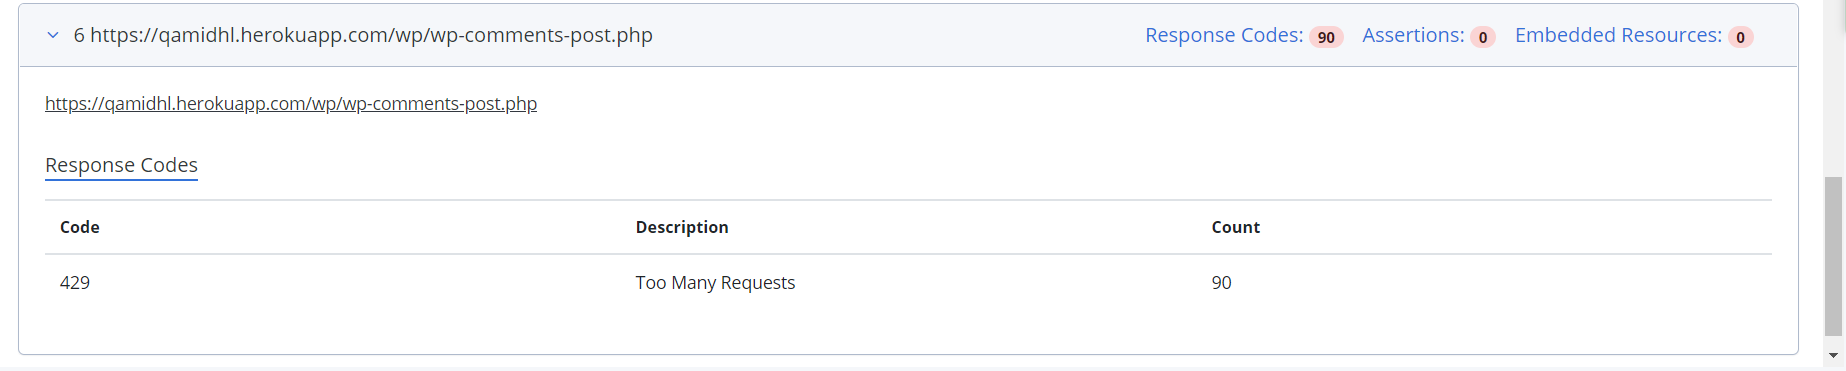 6 https://qamidhl.herokuapp.com/wp/wp-comments-post.php Response Codes: 90 Assertions: 0 Embedded Resources: 0
https://qamidhl.herokuapp.com/wp/wp-comments-post.php
Response Codes
Code Description Count
429 Too Many Requests 90